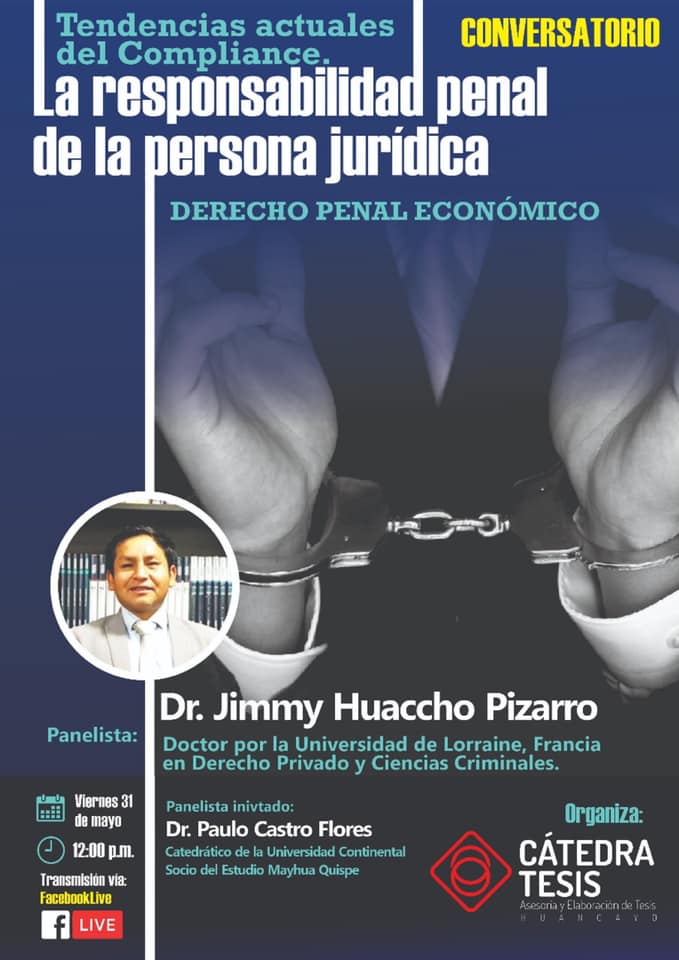 Tendencias actuales
del Compliance.
CONVERSATORIO
La responsabilidad penal
de la persona jurídica
DERECHO PENAL ECONÓMICO
Dr. Jimmy Huaccho Pizarro
Panelista:
Doctor por la Universidad de Lorraine, Francia
en Derecho Privado y Ciencias Criminales.
Viernes 31
de mayo
12:00 p.m.
Transmisión vía:
FacebookLive
f LIVE
Panelista inivtado:
Dr. Paulo Castro Flores
Catedrático de la Universidad Continental
Socio del Estudio Mayhua Quispe
Organiza:
CÁTEDRA
TESIS
Asesoría y Elaboración de Tesis
HUANCAYO